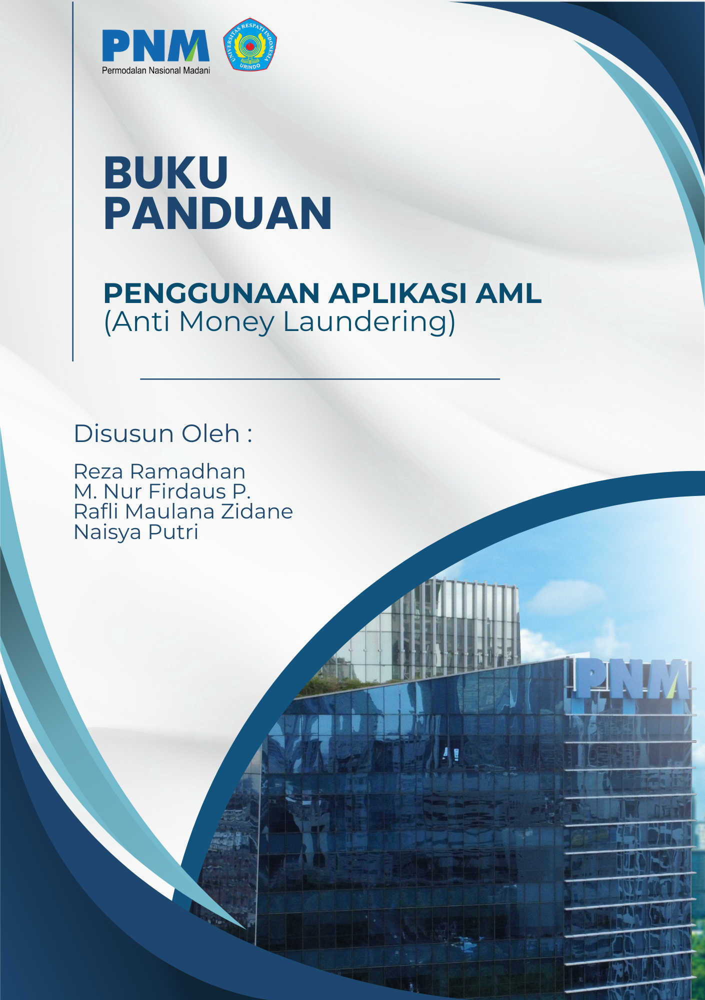 PNM
Permodalan Nasional Madani
UNIVERSITAS RESPATI INDONESIA
URINDO
BUKU
PANDUAN
PENGGUNAAN APLIKASI AML
(Anti Money Laundering)
Disusun Oleh :
Reza Ramadhan
M. Nur Firdaus P.
Rafli Maulana Zidane
Naisya Putri
PNM